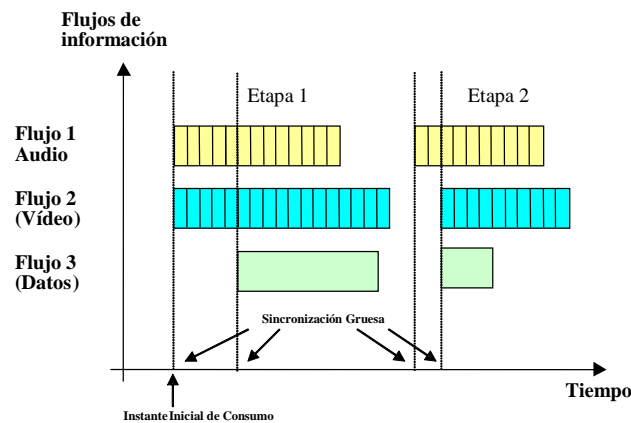 Flujos de
información
Etapa 1
Etapa 2
Flujo 1
Audio
Flujo 2
(Vídeo)
Flujo 3
(Datos)
Sincronización Gruesa
Tiempo
Instante Inicial de Consumo